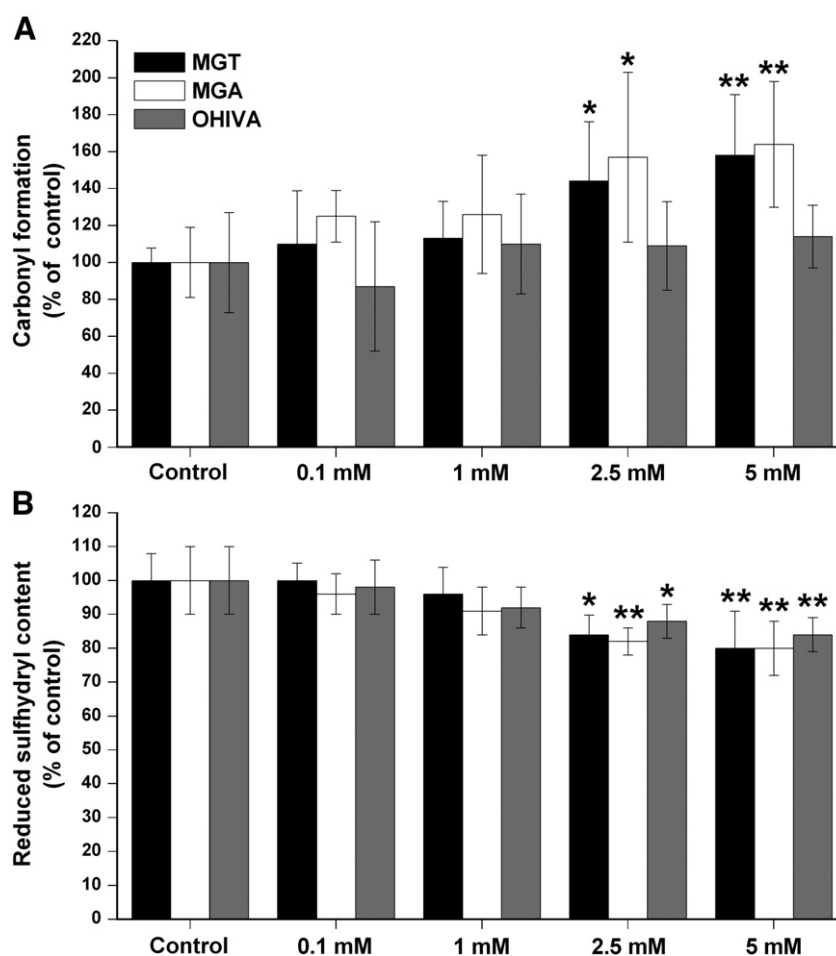 A
Carbonyl formation
(% of control)
220
200
180
160
140
120
100
80
60
40
20
0
MGT
MGA
OHIVA
*
*
**
**
Control
0.1 mM
1 mM
2.5 mM
5 mM
B
Reduced sulfhydryl content
(% of control)
120
110
100
90
80
70
60
50
40
30
20
10
0
*
**
*
**
**
**
Control
0.1 mM
1 mM
2.5 mM
5 mM